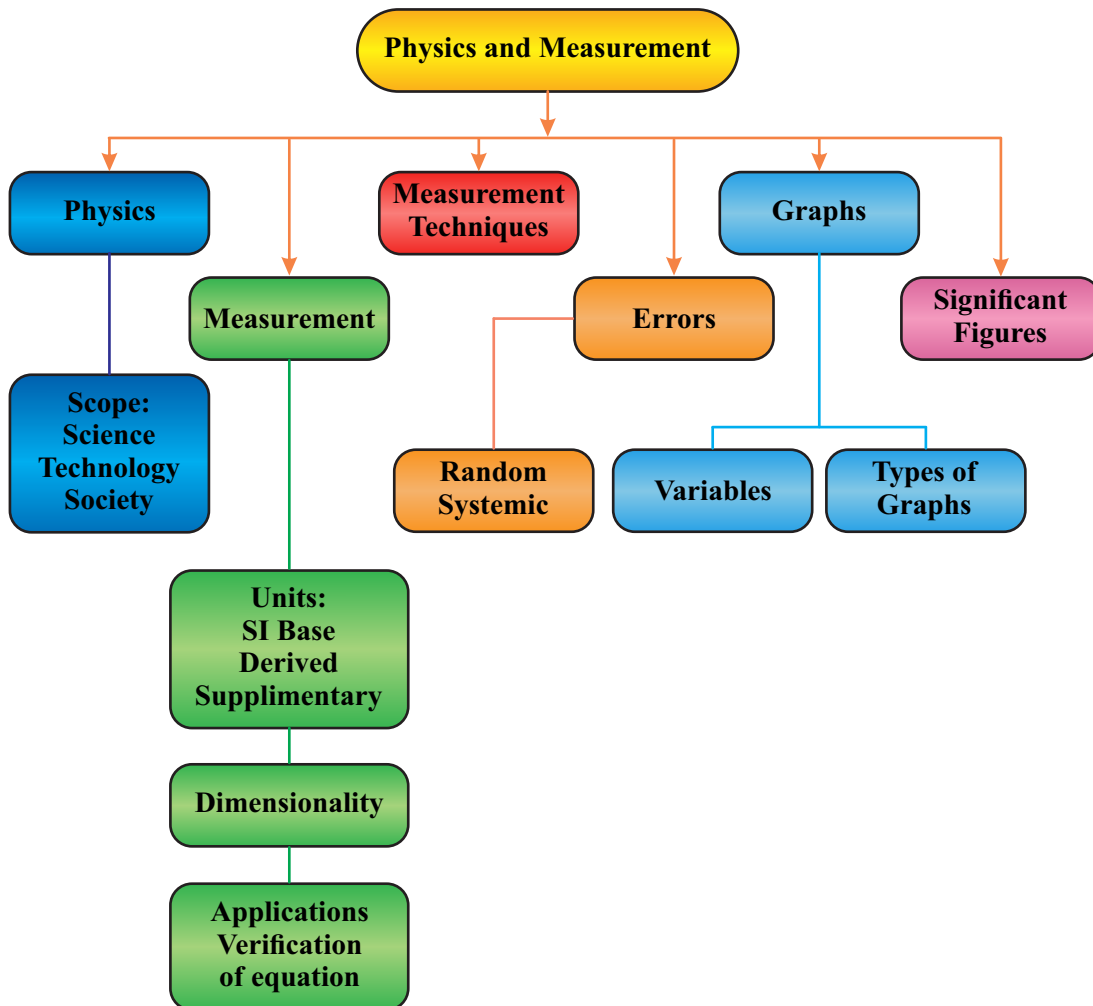 Physics and Measurement
Physics
Measurement
Techniques
Graphs
Measurement
Errors
Significant
Figures
Scope:
Science
Technology
Society
Random
Systemic
Variables
Types of
Graphs
Units:
SI Base
Derived
Supplimentary
Dimensionality
Applications
Verification
of equation